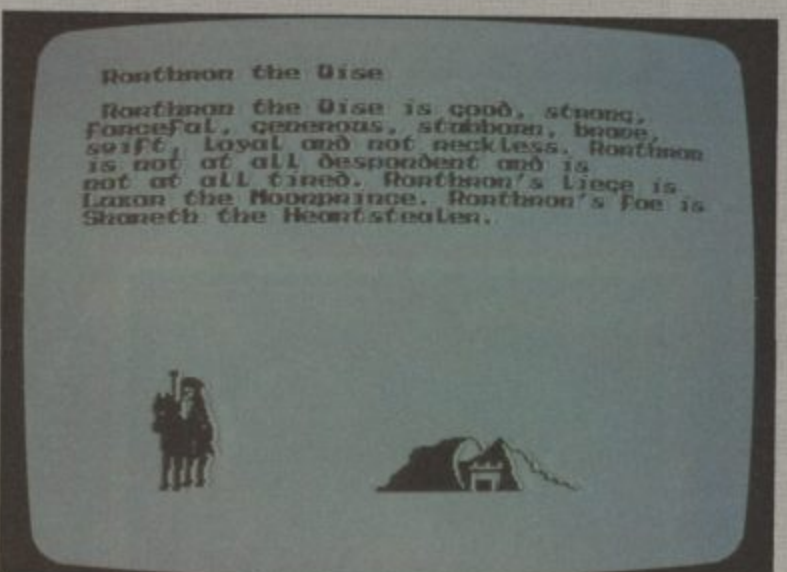 Rorthron the Wise
Rorthron the Wise is good, strong,
forceful, generous, stubborn, brave,
swift, loyal and not reckless. Rorthron
is not at all despondent and is
not at all tired. Rorthron's liege is
Luxor the Moonprince. Rorthron's foe is
Shareth the Heartstealer.